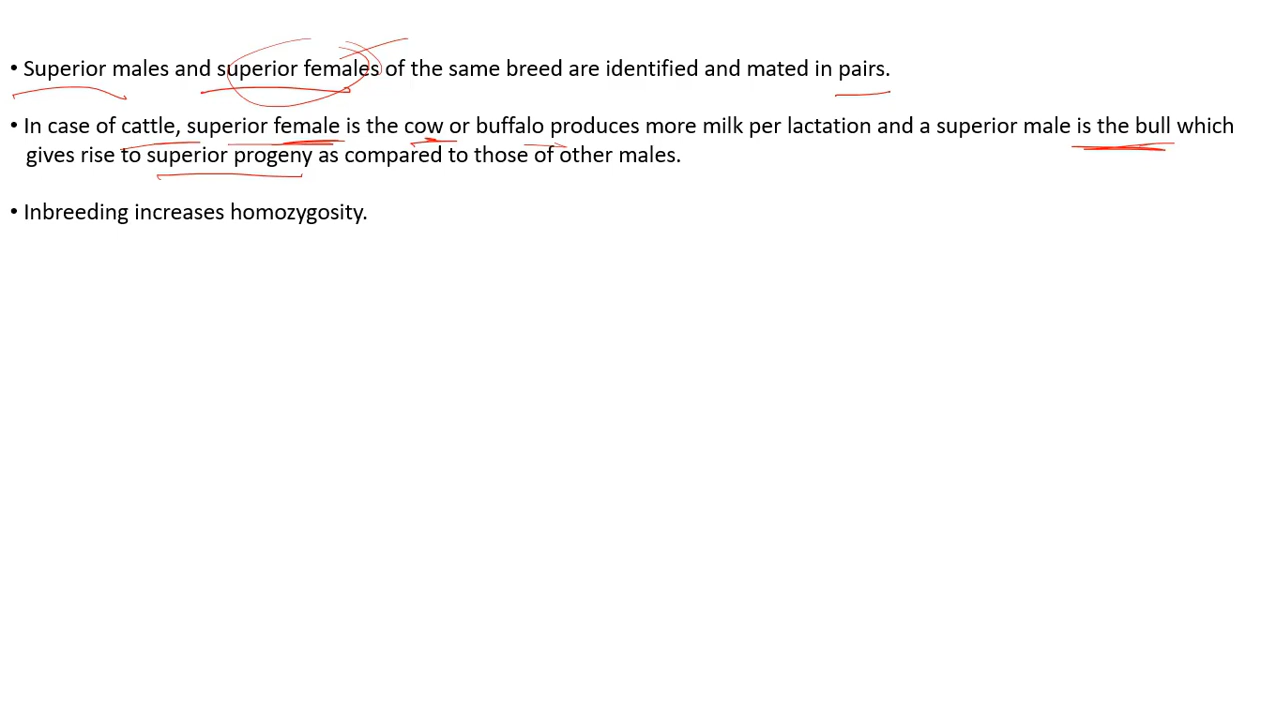 • Superior males and superior females of the same breed are identified and mated in pairs.
• In case of cattle, superior female is the cow or buffalo produces more milk per lactation and a superior male is the bull which
gives rise to superior progeny as compared to those of other males.
• Inbreeding increases homozygosity.